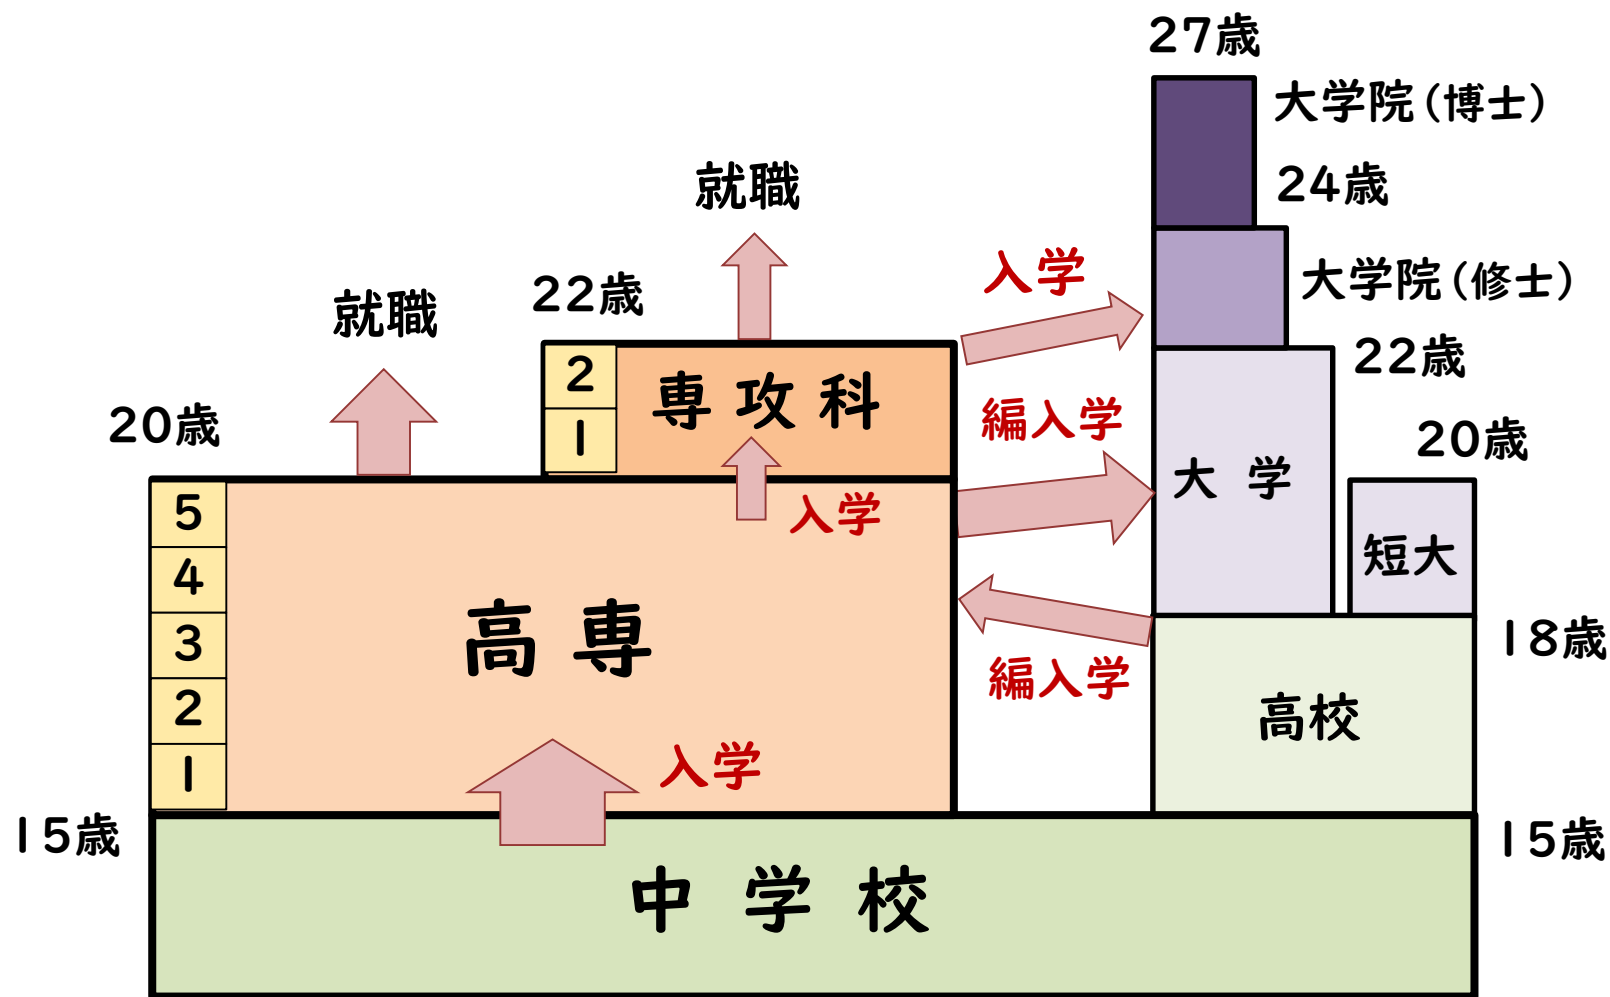 27歳
大学院(博士)
24歳
就職
入学
大学院(修士)
22歳
就職
22歳
2
専攻科
1
編入学
20歳
20歳
大学
5
入学
短大
4
高専
3
18歳
編入学
2
高校
1
入学
15歳
15歳
中学校